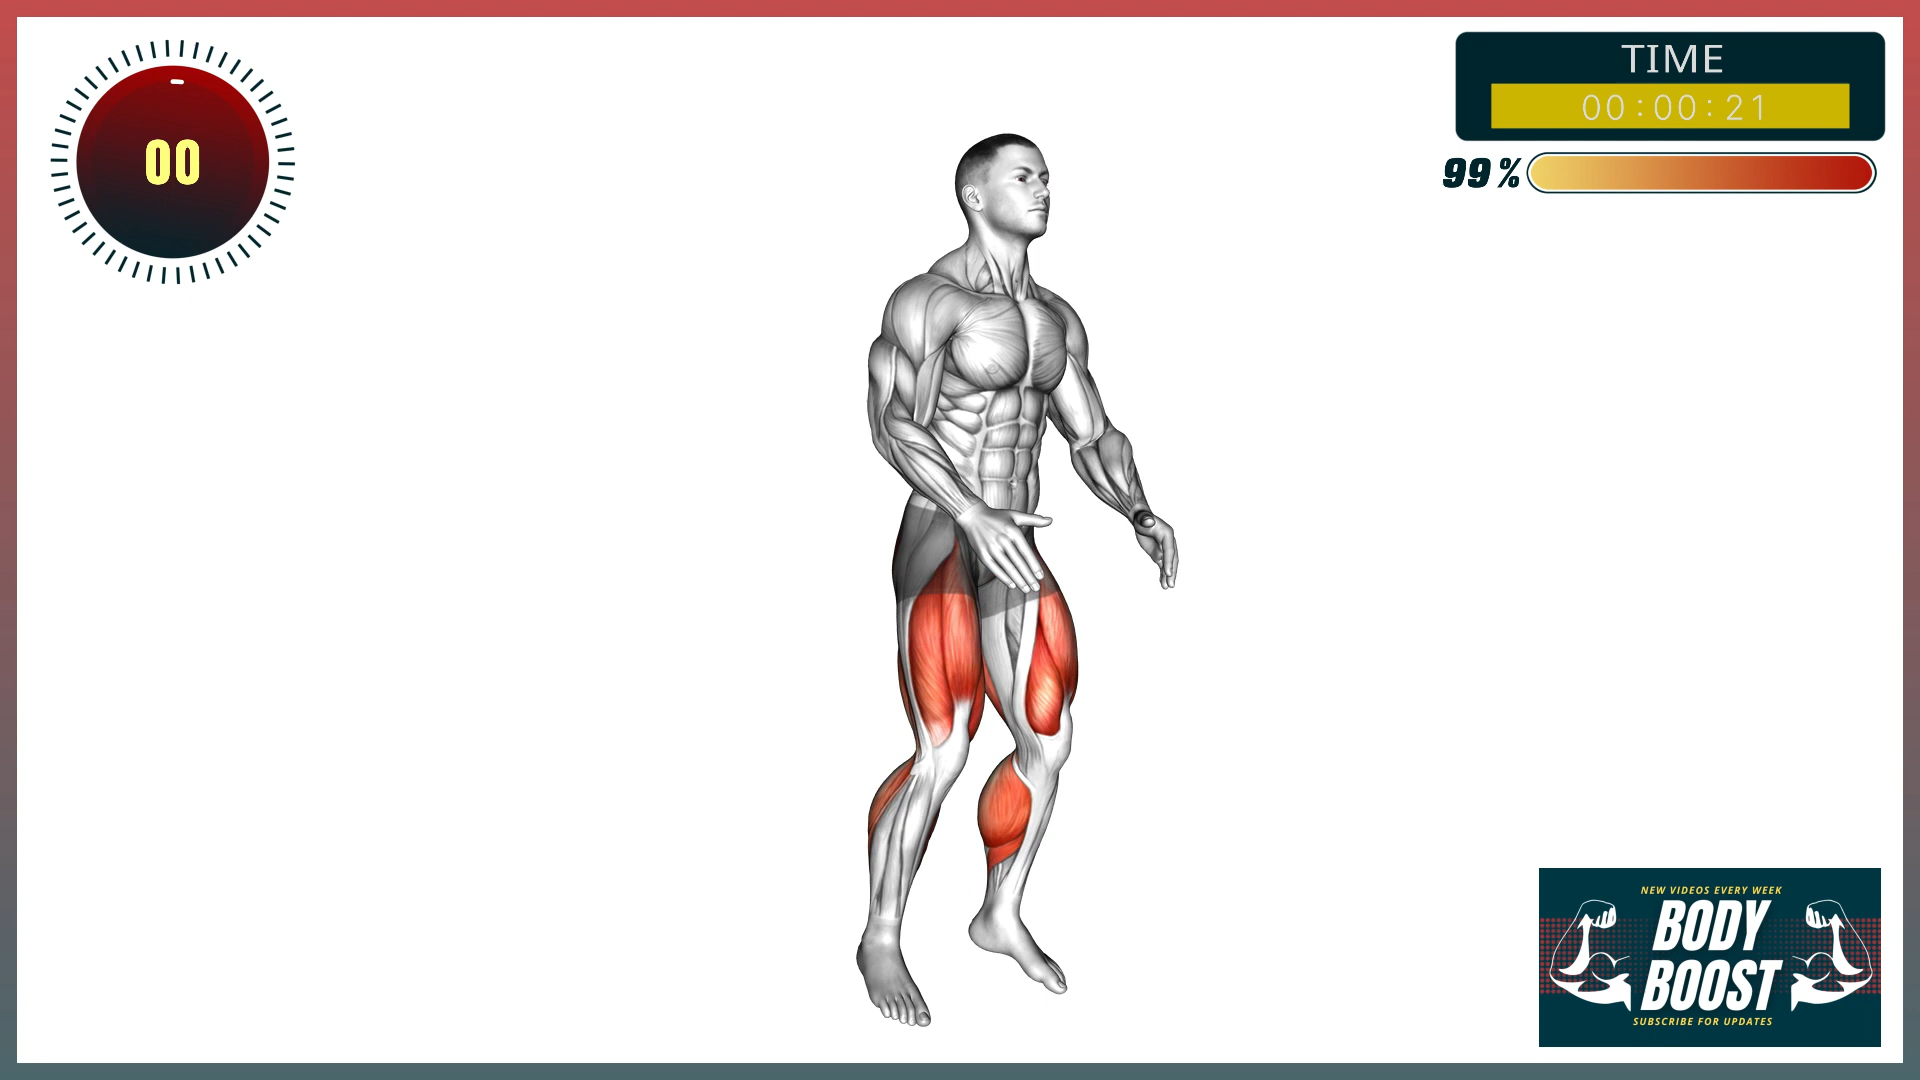 00
TIME
00:00:21
99%
NEW VIDEOS EVERY WEEK
BODY
BOOST
SUBSCRIBE FOR UPDATES